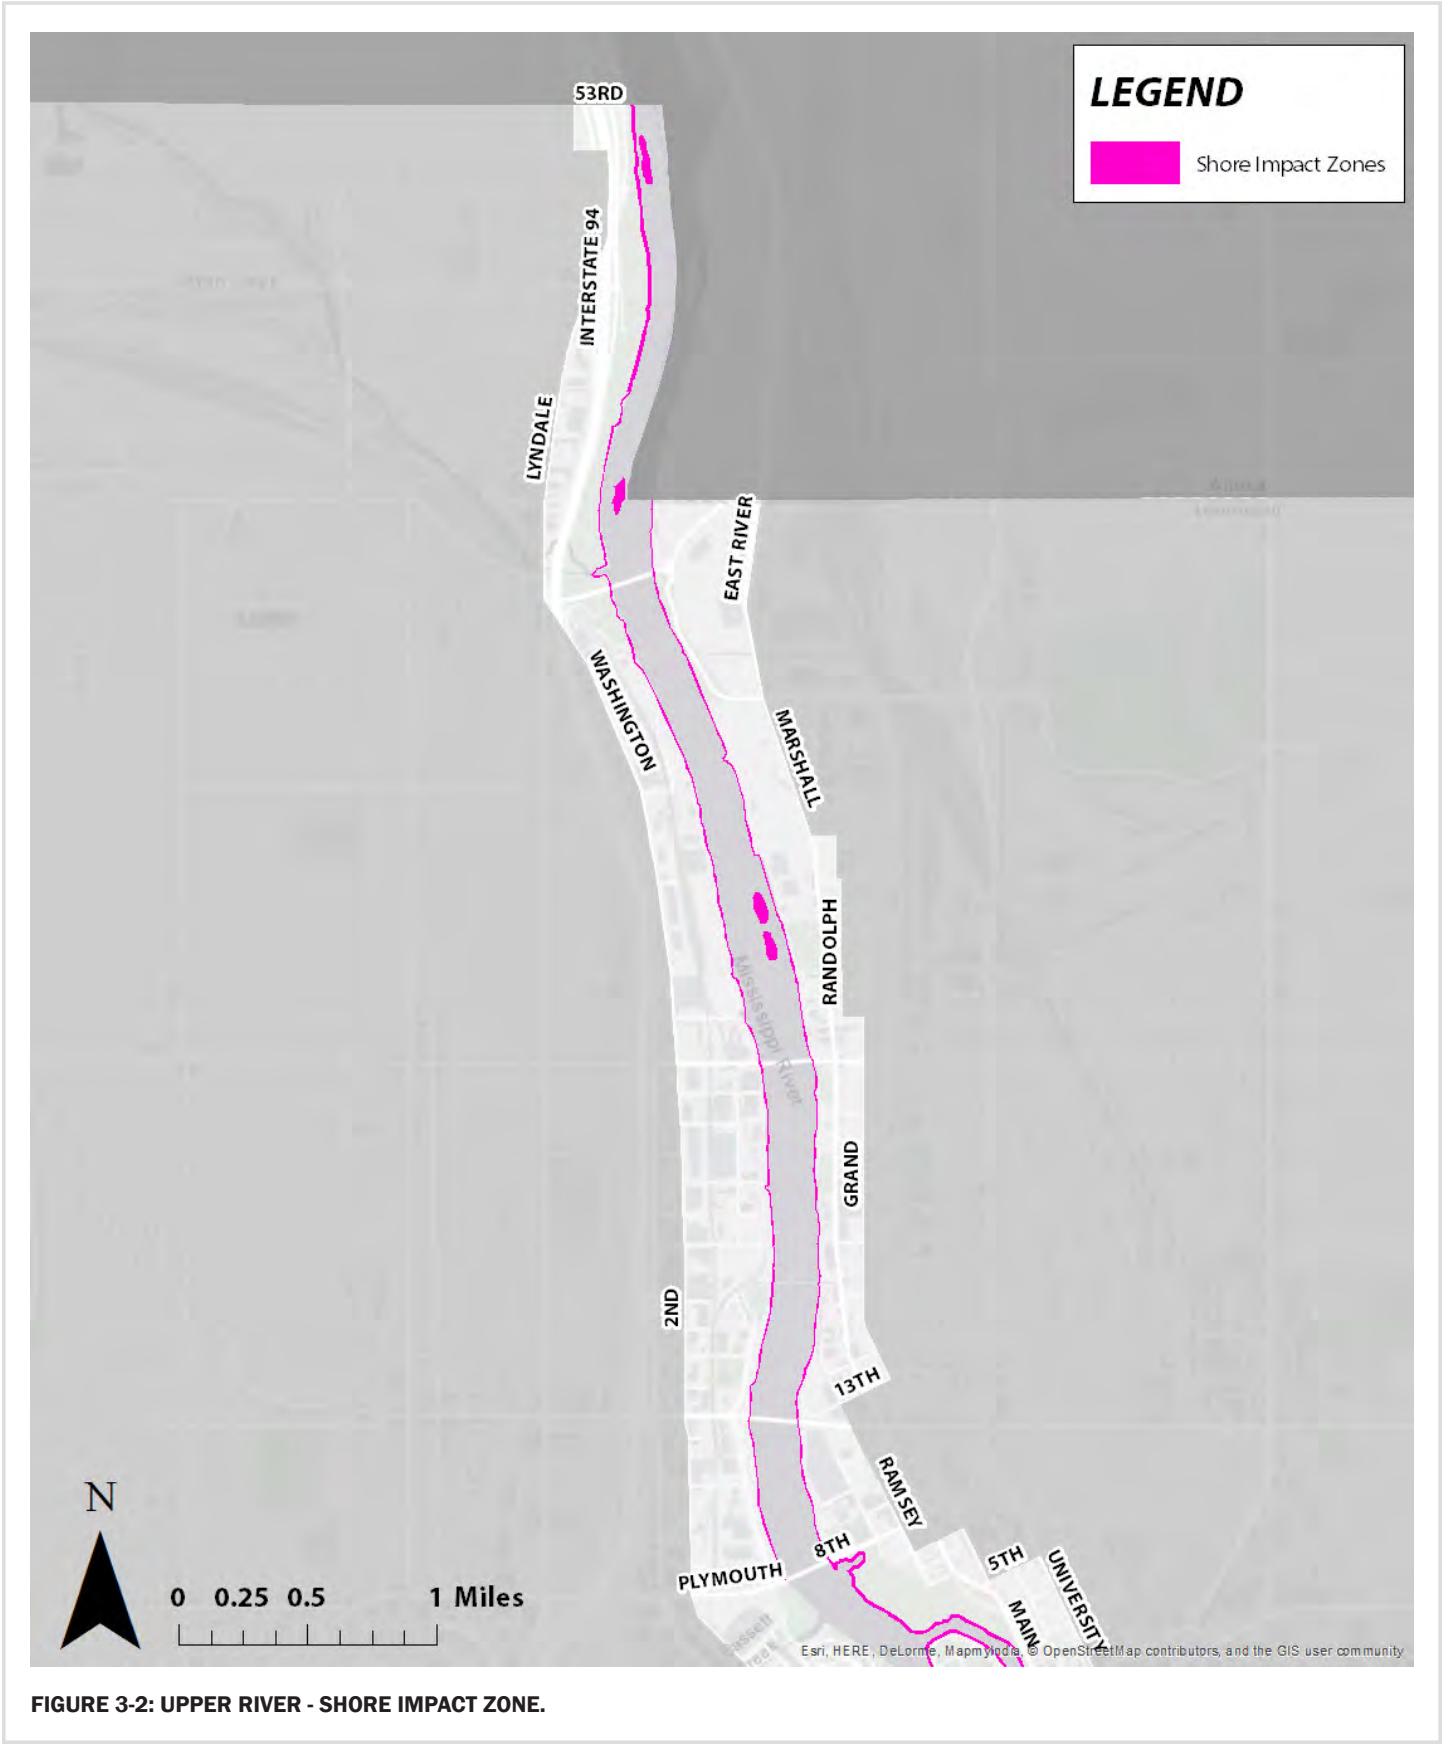 53RD
LEGEND
Shore Impact Zones
INTERSTATE 94
LYNDALE
EAST RIVER
WASHINGTON
MARSHALL
RANDOLPH
Mississippi River
GRAND
2ND
13TH
RAMSEY
N
8TH
5TH
UNIVERSITY
PLYMOUTH
MAIN
0 0.25 0.5 1 Miles
Esri, HERE, DeLorme, MapmyIndia, © OpenStreetMap contributors, and the GIS user community
FIGURE 3-2: UPPER RIVER - SHORE IMPACT ZONE.